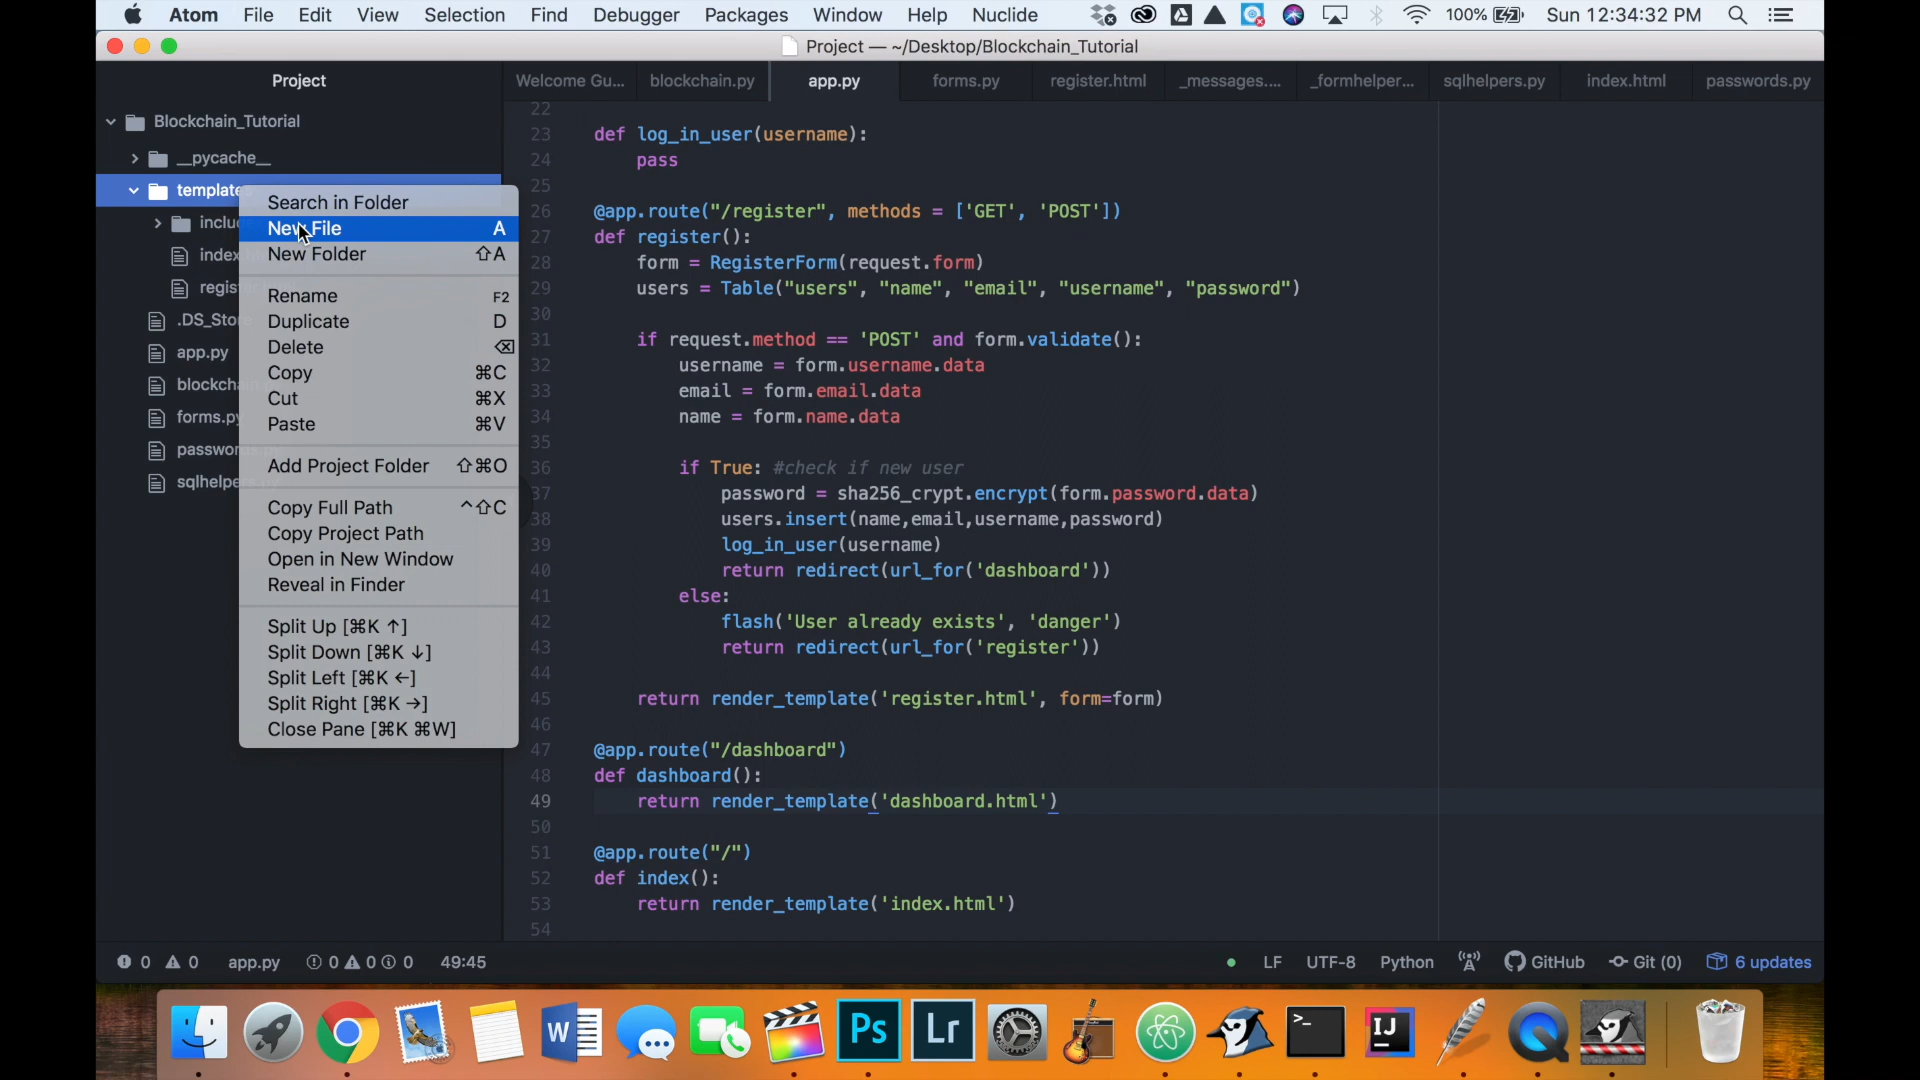 Atom File Edit View Selection Find Debugger Packages Window Help Nuclide 100% Sun 12:34:32 PM
Project — ~/Desktop/Blockchain_Tutorial
Project
Welcome Gu... blockchain.py app.py forms.py register.html _messages.... _formhelper... sqlhelpers.py index.html passwords.py
Blockchain_Tutorial
__pycache__
template
inclu
index
regist
.DS_Sto
app.py
blockchain
forms.py
passwor
sqlhelpers.py
Search in Folder
New File A
New Folder ⇧A
Rename F2
Duplicate D
Delete ⌫
Copy ⌘C
Cut ⌘X
Paste ⌘V
Add Project Folder ⇧⌘O
Copy Full Path ^⇧C
Copy Project Path
Open in New Window
Reveal in Finder
Split Up [⌘K ↑]
Split Down [⌘K ↓]
Split Left [⌘K ←]
Split Right [⌘K →]
Close Pane [⌘K ⌘W]
22
23 def log_in_user(username):
24 pass
25
26 @app.route("/register", methods = ['GET', 'POST'])
27 def register():
28 form = RegisterForm(request.form)
29 users = Table("users", "name", "email", "username", "password")
30
31 if request.method == 'POST' and form.validate():
32 username = form.username.data
33 email = form.email.data
34 name = form.name.data
35
36 if True: #check if new user
37 password = sha256_crypt.encrypt(form.password.data)
38 users.insert(name,email,username,password)
39 log_in_user(username)
40 return redirect(url_for('dashboard'))
41 else:
42 flash('User already exists', 'danger')
43 return redirect(url_for('register'))
44
45 return render_template('register.html', form=form)
46
47 @app.route("/dashboard")
48 def dashboard():
49 return render_template('dashboard.html')
50
51 @app.route("/")
52 def index():
53 return render_template('index.html')
54
0 0 app.py 0 0 0 49:45 LF UTF-8 Python GitHub Git (0) 6 updates
W Ps Lr >_ IJ